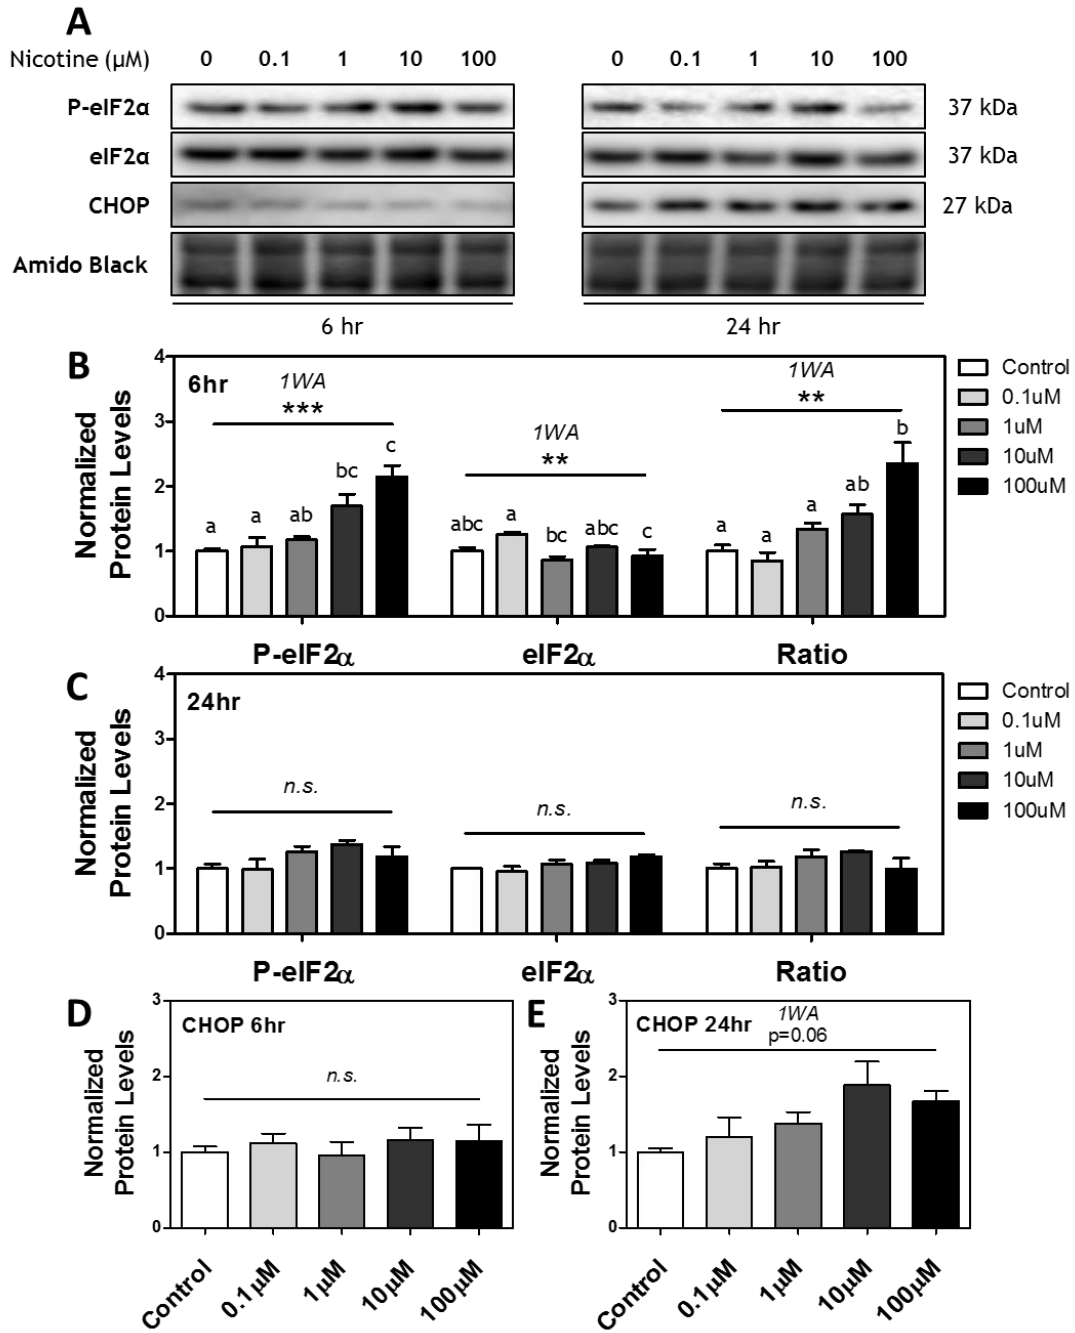 A
Nicotine (µM) 0 0.1 1 10 100 0 0.1 1 10 100
P-eIF2α 37 kDa
eIF2α 37 kDa
CHOP 27 kDa
Amido Black
6 hr 24 hr
B
Normalized
Protein Levels
4
3
2
1
0
6hr
1WA
***
1WA
**
1WA
**
a a ab bc c
abc a bc abc c
a a a ab b
P-eIF2α eIF2α Ratio
Control
0.1uM
1uM
10uM
100uM
C
Normalized
Protein Levels
4
3
2
1
0
24hr
n.s. n.s. n.s.
P-eIF2α eIF2α Ratio
Control
0.1uM
1uM
10uM
100uM
D
Normalized
Protein Levels
3
2
1
0
CHOP 6hr
n.s.
Control 0.1µM 1µM 10µM 100µM
E
Normalized
Protein Levels
3
2
1
0
CHOP 24hr
1WA
p=0.06
Control 0.1µM 1µM 10µM 100µM